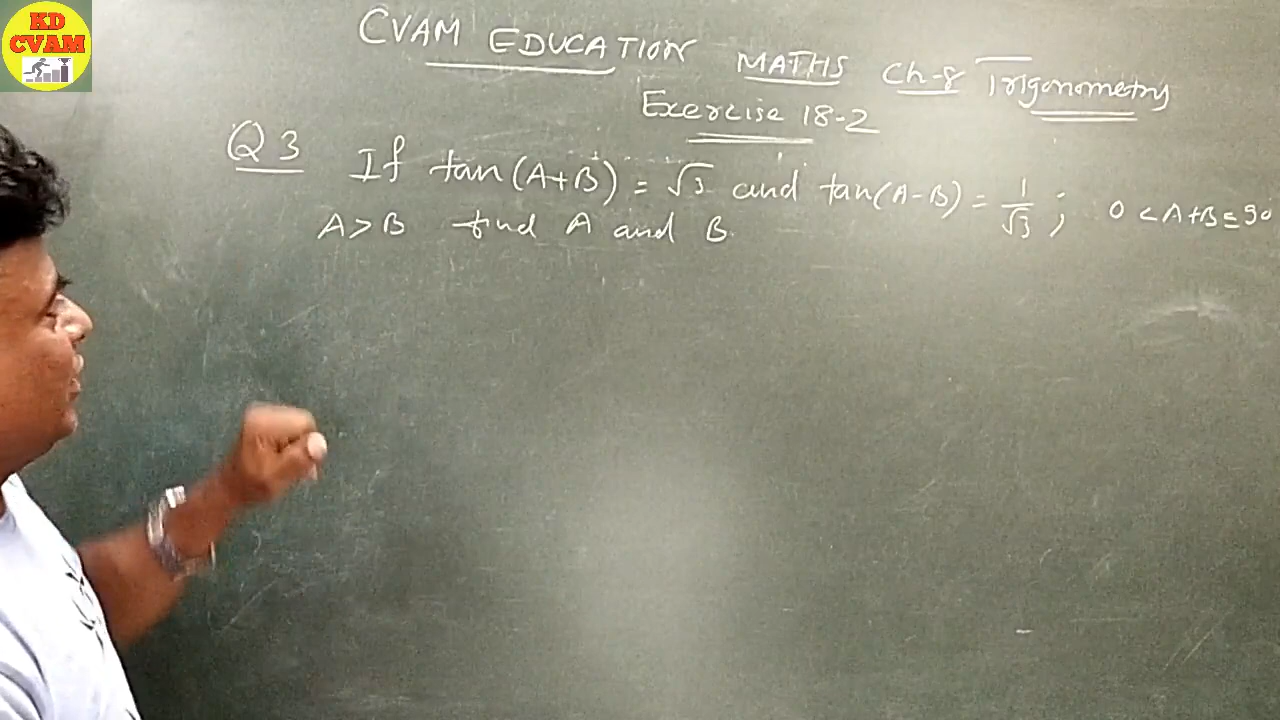 KD
CVAM
CVAM EDUCATION MATHS Ch-8 Trigonometry
Exercise 18-2
Q3 If tan(A+B) = √3 and tan(A-B) = 1/√3 ; 0 < A+B ≤ 90
A>B find A and B.